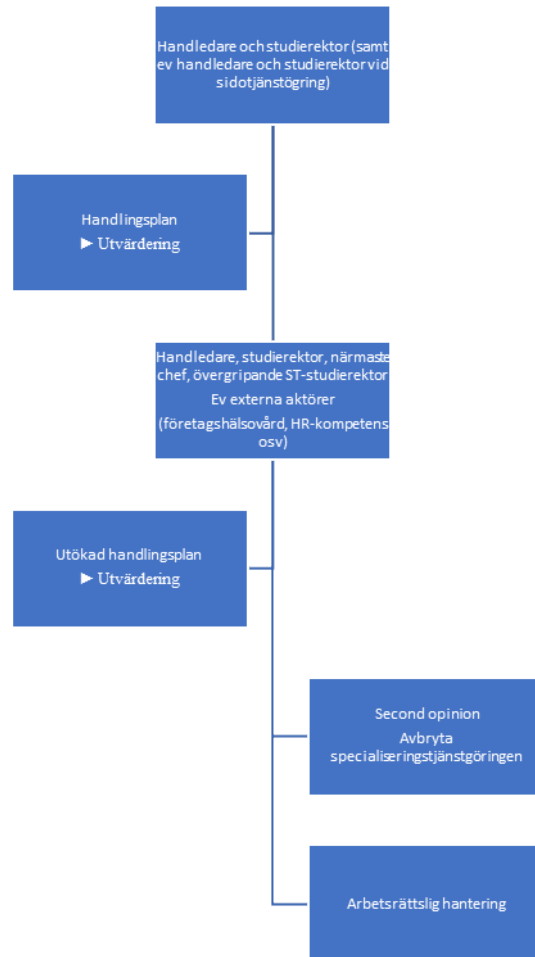 Handledare och studierektor (samt
ev handledare och studierektor vid
sidotjänstögring)
Handlingsplan
► Utvärdering
Handledare, studierektor, närmaste
chef, övergripande ST-studierektor
Ev externa aktörer
(företagshälsovård, HR-kompetens
osv)
Utökad handlingsplan
► Utvärdering
Second opinion
Avbryta
specialiseringstjänstgöringen
Arbetsrättslig hantering